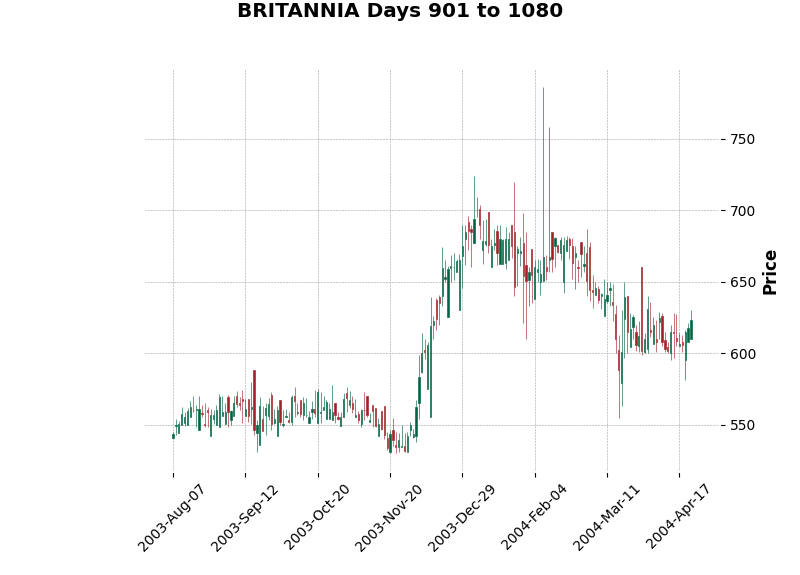 BRITANNIA Days 901 to 1080
750
700
650
600
550
Price
2003-Aug-07
2003-Sep-12
2003-Oct-20
2003-Nov-20
2003-Dec-29
2004-Feb-04
2004-Mar-11
2004-Apr-17